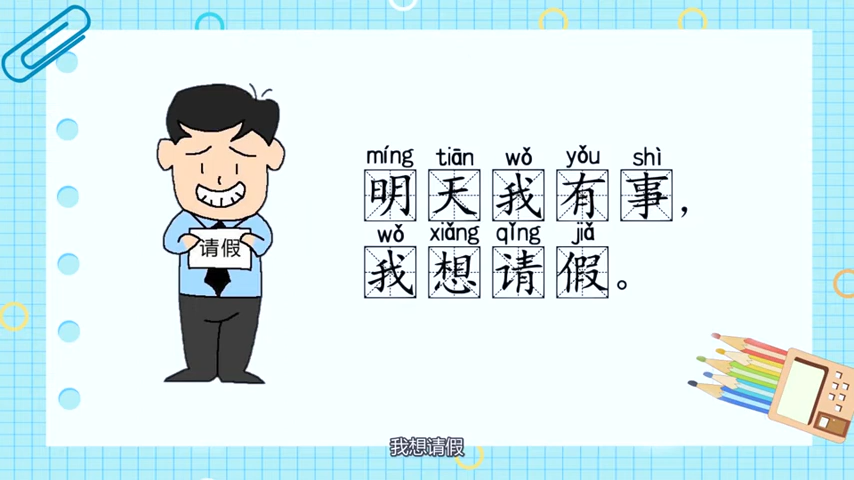 请假
míng tiān wǒ yǒu shì
明天我有事，
wǒ xiǎng qǐng jiǎ
我想请假。
我想请假